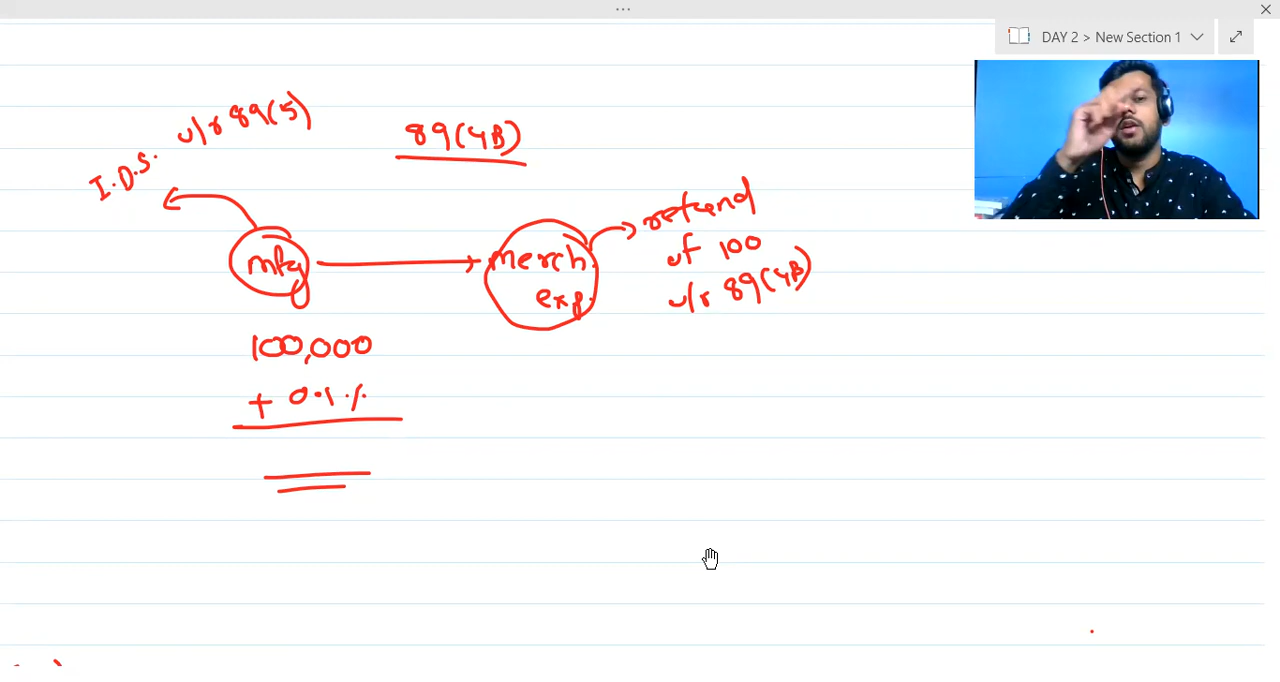 DAY 2 > New Section 1
I.D.S. u/r 89(5)
89(4B)
mfg
merch.
exp.
refund
of 100
u/r 89(4B)
100,000
+ 0.1%